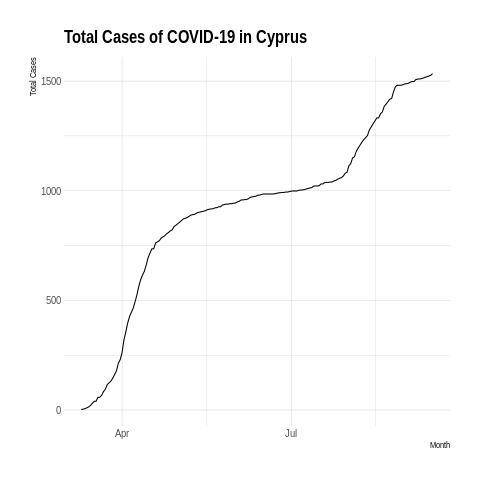 Total Cases of COVID-19 in Cyprus
Total Cases
1500
1000
500
0
Apr Jul
Month